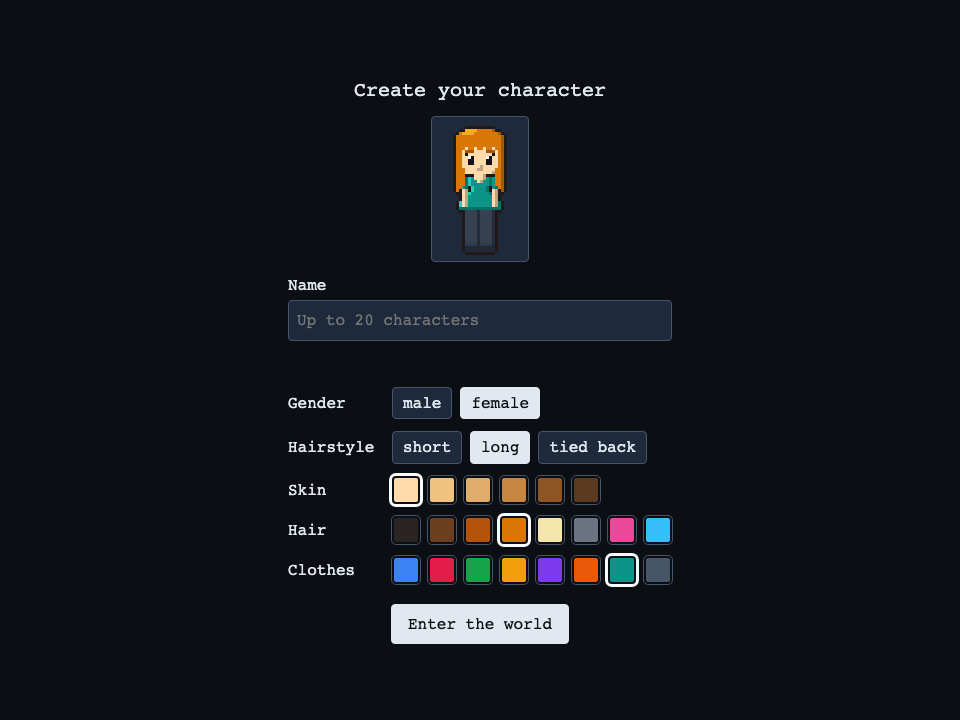 Create your character
Name
Up to 20 characters
Gender male female
Hairstyle short long tied back
Skin
Hair
Clothes
Enter the world